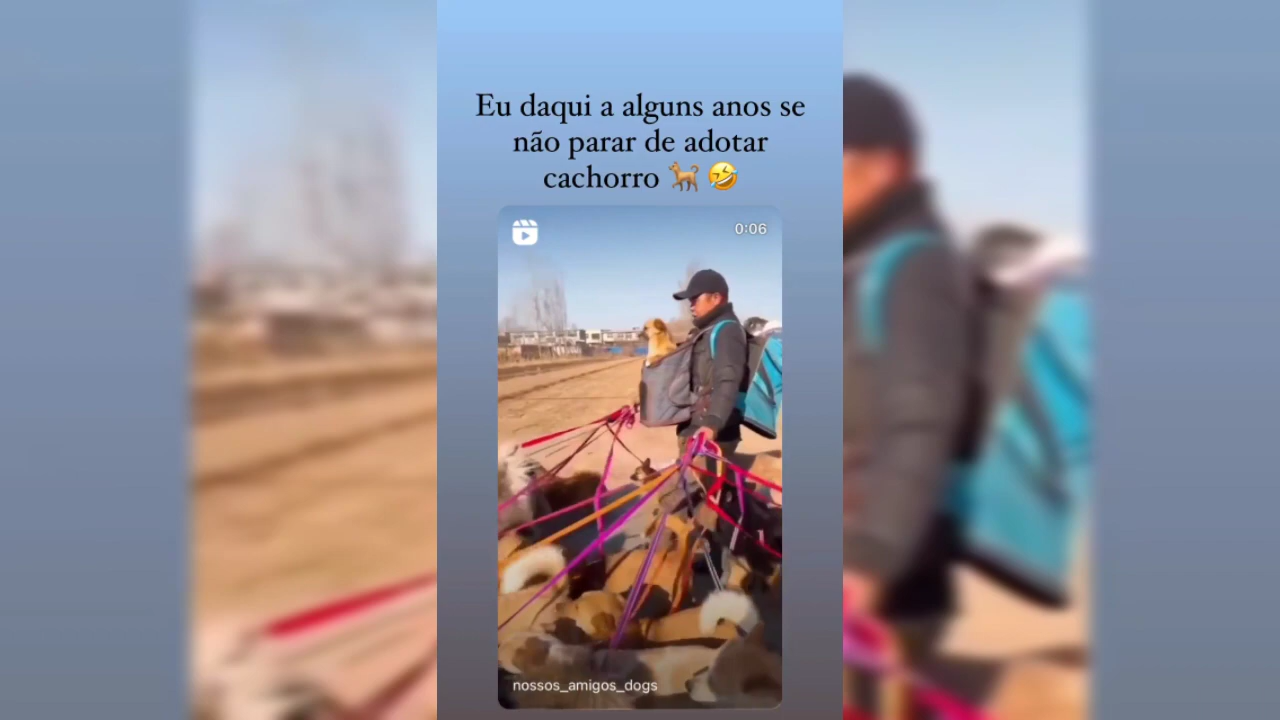 Eu daqui a alguns anos se
não parar de adotar
cachorro 🐕 🤣
0:06
nossos_amigos_dogs